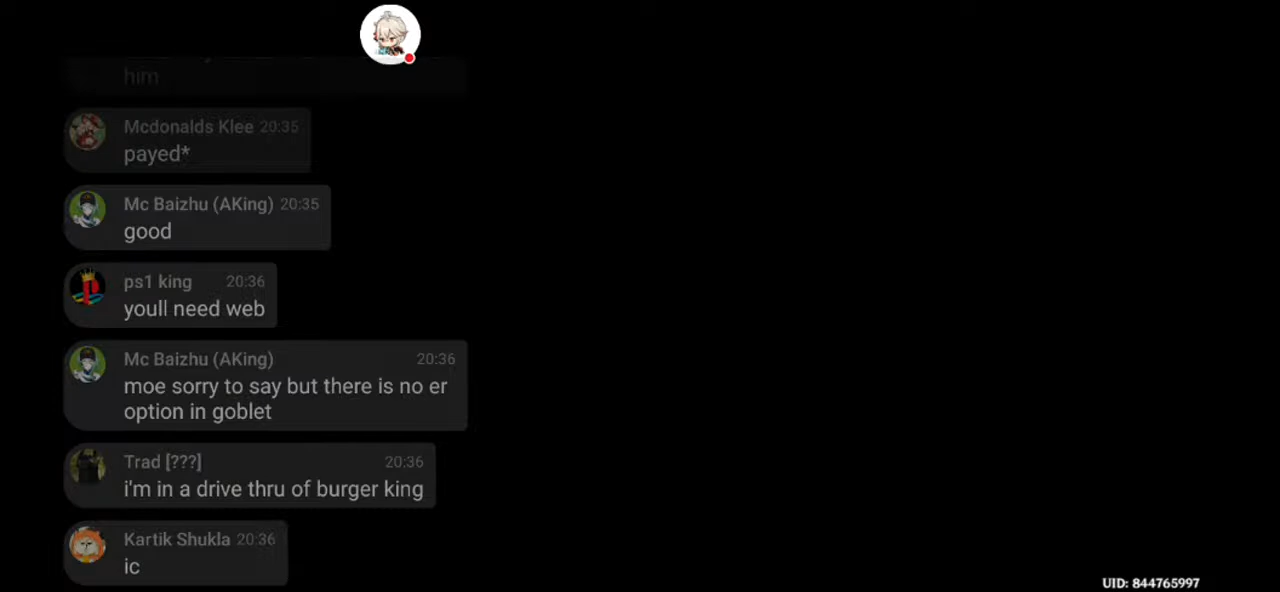 him
Mcdonalds Klee 20:35
payed*
Mc Baizhu (AKing) 20:35
good
ps1 king 20:36
youll need web
Mc Baizhu (AKing) 20:36
moe sorry to say but there is no er
option in goblet
Trad [???] 20:36
i'm in a drive thru of burger king
Kartik Shukla 20:36
ic
UID: 844765997